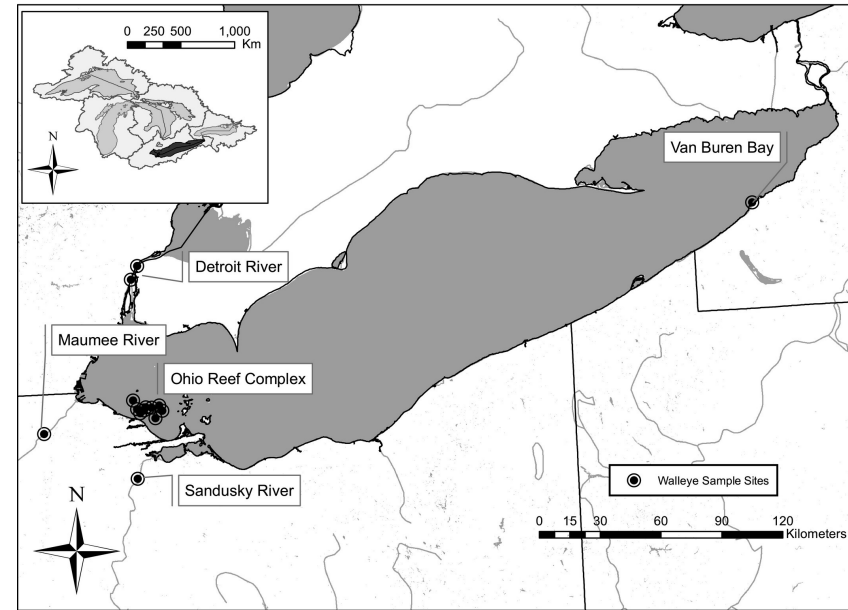 0 250 500 1,000
Km
N
Van Buren Bay
Detroit River
Maumee River
Ohio Reef Complex
Sandusky River
N
Walleye Sample Sites
0 15 30 60 90 120
Kilometers